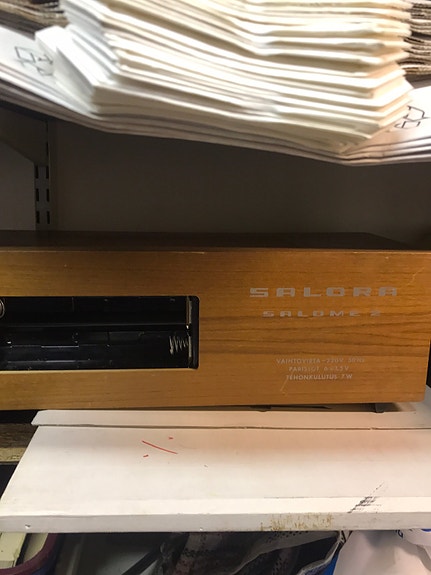 SALORA
SALOME 2
VAIHTOVIRTA ~ 220V 50HZ
PARISTOT 6x1,5V
TEHONKULUTUS 7W